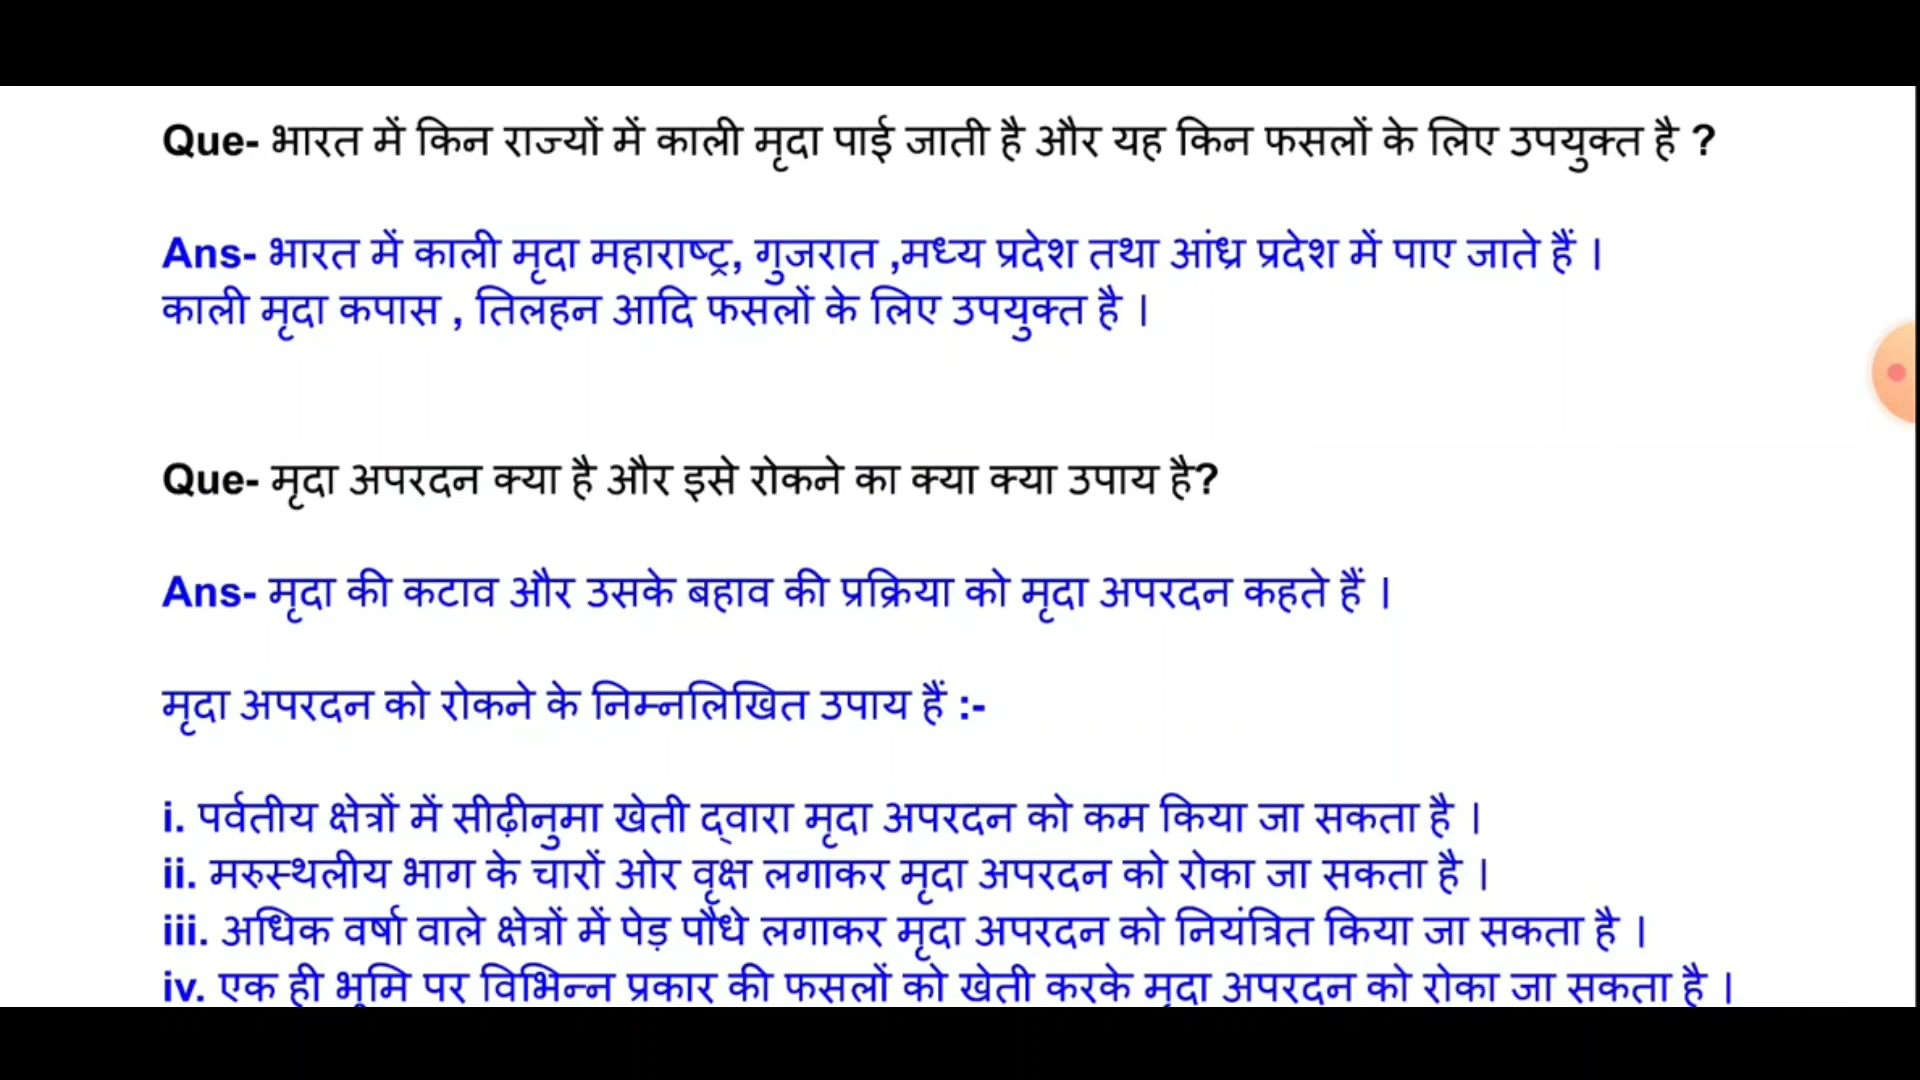 Que- भारत में किन राज्यों में काली मृदा पाई जाती है और यह किन फसलों के लिए उपयुक्त है ?
Ans- भारत में काली मृदा महाराष्ट्र, गुजरात ,मध्य प्रदेश तथा आंध्र प्रदेश में पाए जाते हैं ।
काली मृदा कपास , तिलहन आदि फसलों के लिए उपयुक्त है ।
Que- मृदा अपरदन क्या है और इसे रोकने का क्या क्या उपाय है?
Ans- मृदा की कटाव और उसके बहाव की प्रक्रिया को मृदा अपरदन कहते हैं ।
मृदा अपरदन को रोकने के निम्नलिखित उपाय हैं :-
i. पर्वतीय क्षेत्रों में सीढ़ीनुमा खेती द्वारा मृदा अपरदन को कम किया जा सकता है ।
ii. मरुस्थलीय भाग के चारों ओर वृक्ष लगाकर मृदा अपरदन को रोका जा सकता है ।
iii. अधिक वर्षा वाले क्षेत्रों में पेड़ पौधे लगाकर मृदा अपरदन को नियंत्रित किया जा सकता है ।
iv. एक ही भूमि पर विभिन्न प्रकार की फसलों को खेती करके मृदा अपरदन को रोका जा सकता है ।